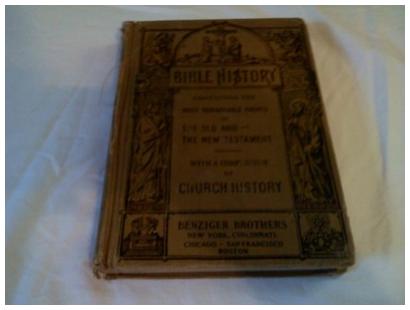 BIBLE HISTORY
CONTAINING THE
MOST REMARKABLE EVENTS
OF
THE OLD AND
THE NEW TESTAMENT
WITH A COMPENDIUM
OF
CHURCH HISTORY
BENZIGER BROTHERS
NEW YORK, CINCINNATI,
CHICAGO - SAN FRANCISCO
BOSTON